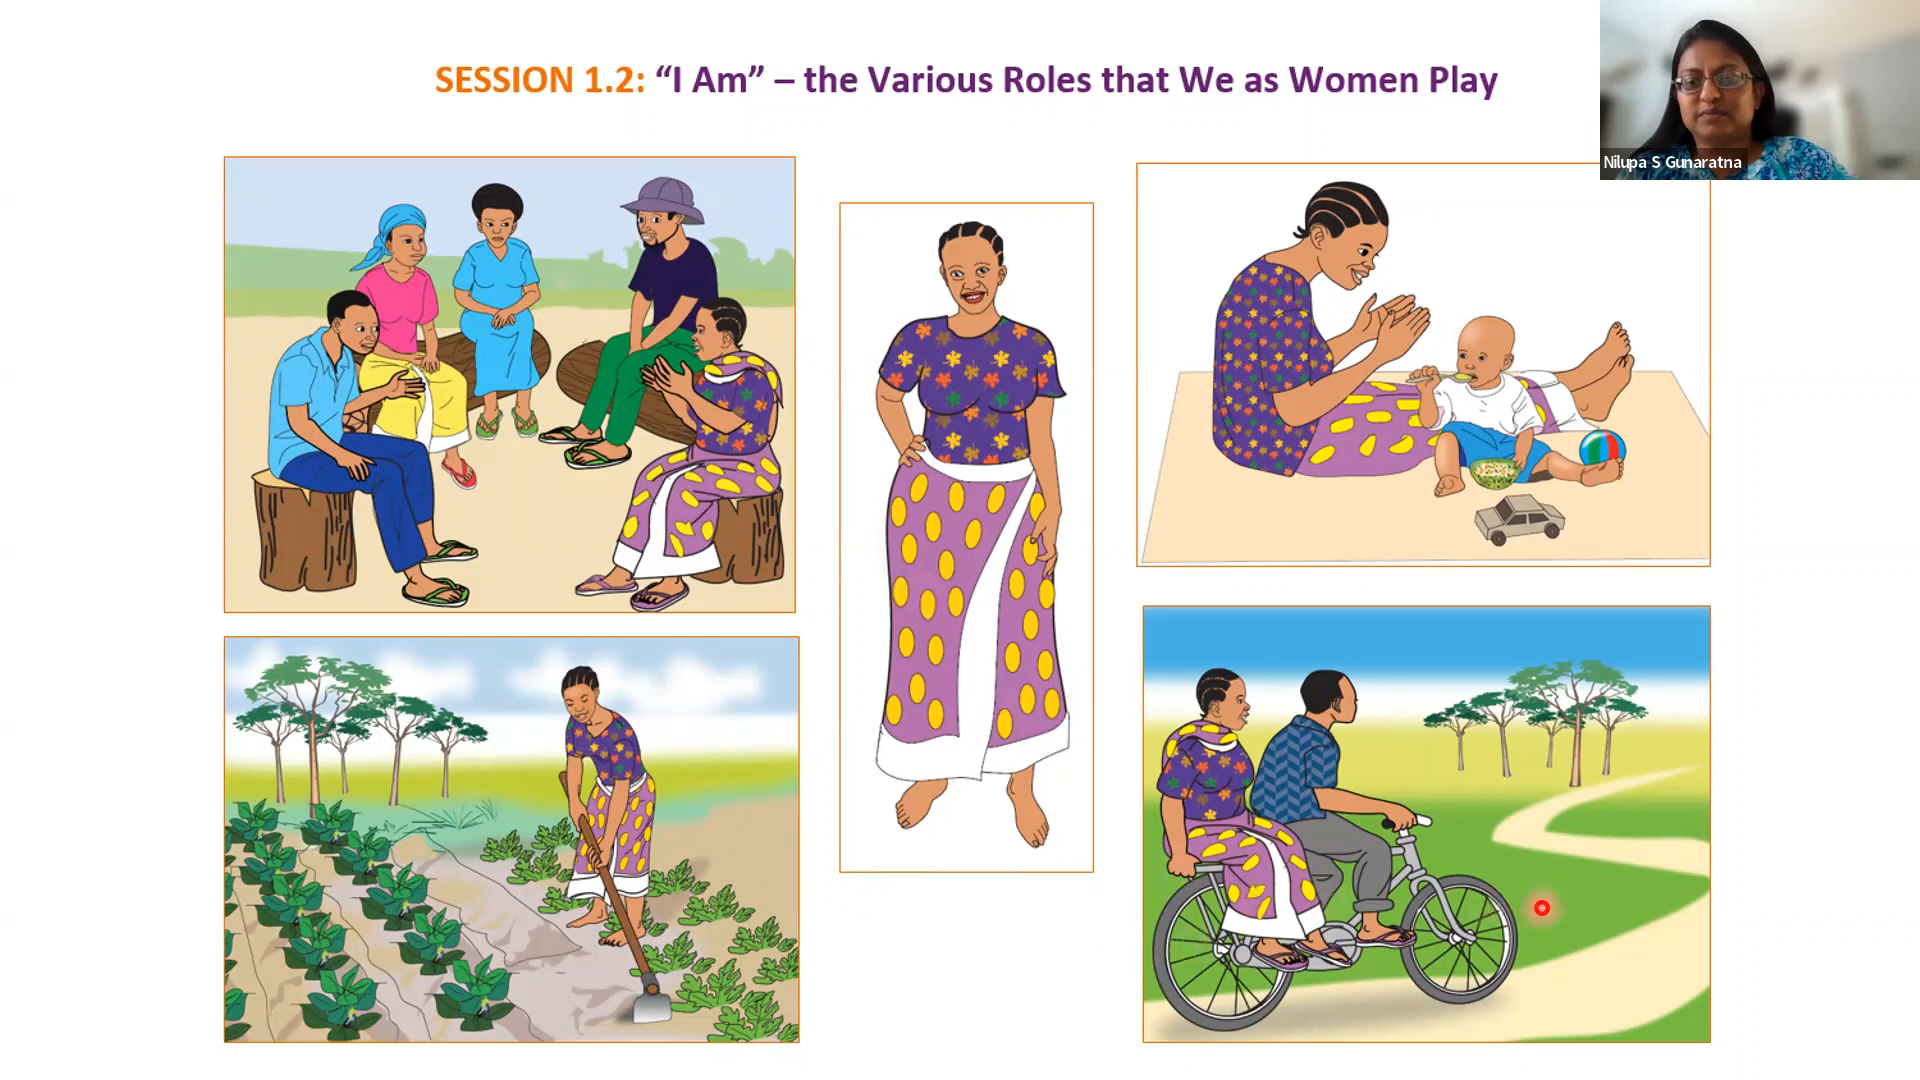 SESSION 1.2: “I Am” – the Various Roles that We as Women Play
Nilupa S Gunaratna